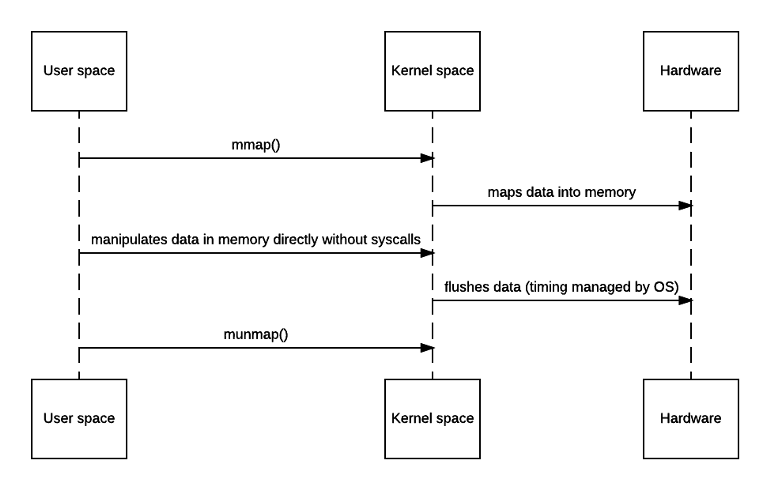 User space
Kernel space
Hardware
mmap()
maps data into memory
manipulates data in memory directly without syscalls
flushes data (timing managed by OS)
munmap()
User space
Kernel space
Hardware